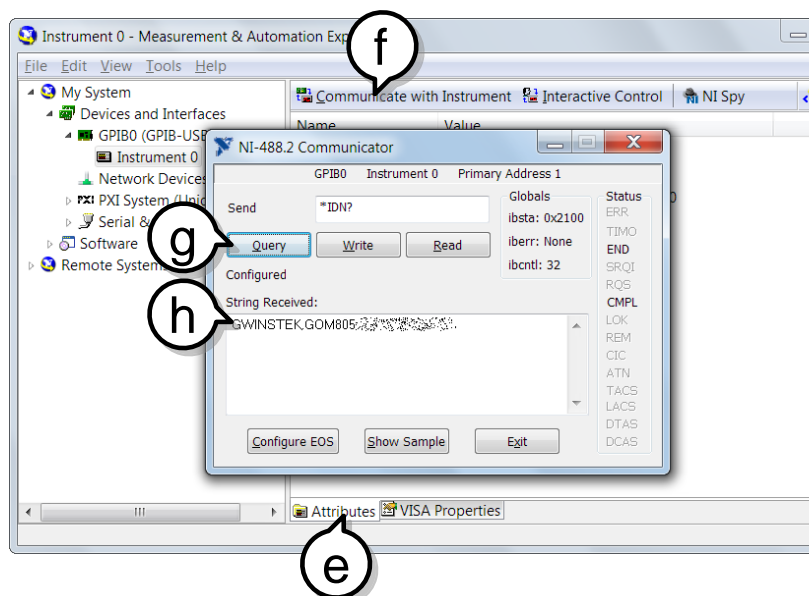 Instrument 0 - Measurement & Automation Exp
f
File Edit View Tools Help
My System
Devices and Interfaces
GPIB0 (GPIB-USB
Instrument 0
Network Devices
PXI System
Serial &
Software
Remote System
Communicate with Instrument Interactive Control NI Spy
Name Value
NI-488.2 Communicator
GPIB0 Instrument 0 Primary Address 1
Send *IDN?
g
Query Write Read
Configured
Globals
ibsta: 0x2100
iberr: None
ibcntl: 32
Status
ERR
TIMO
END
SRQI
RQS
CMPL
LOK
REM
CIC
ATN
TACS
LACS
DTAS
DCAS
String Received:
h
GWINSTEK,GOM805
Configure EOS Show Sample Exit
Attributes VISA Properties
e